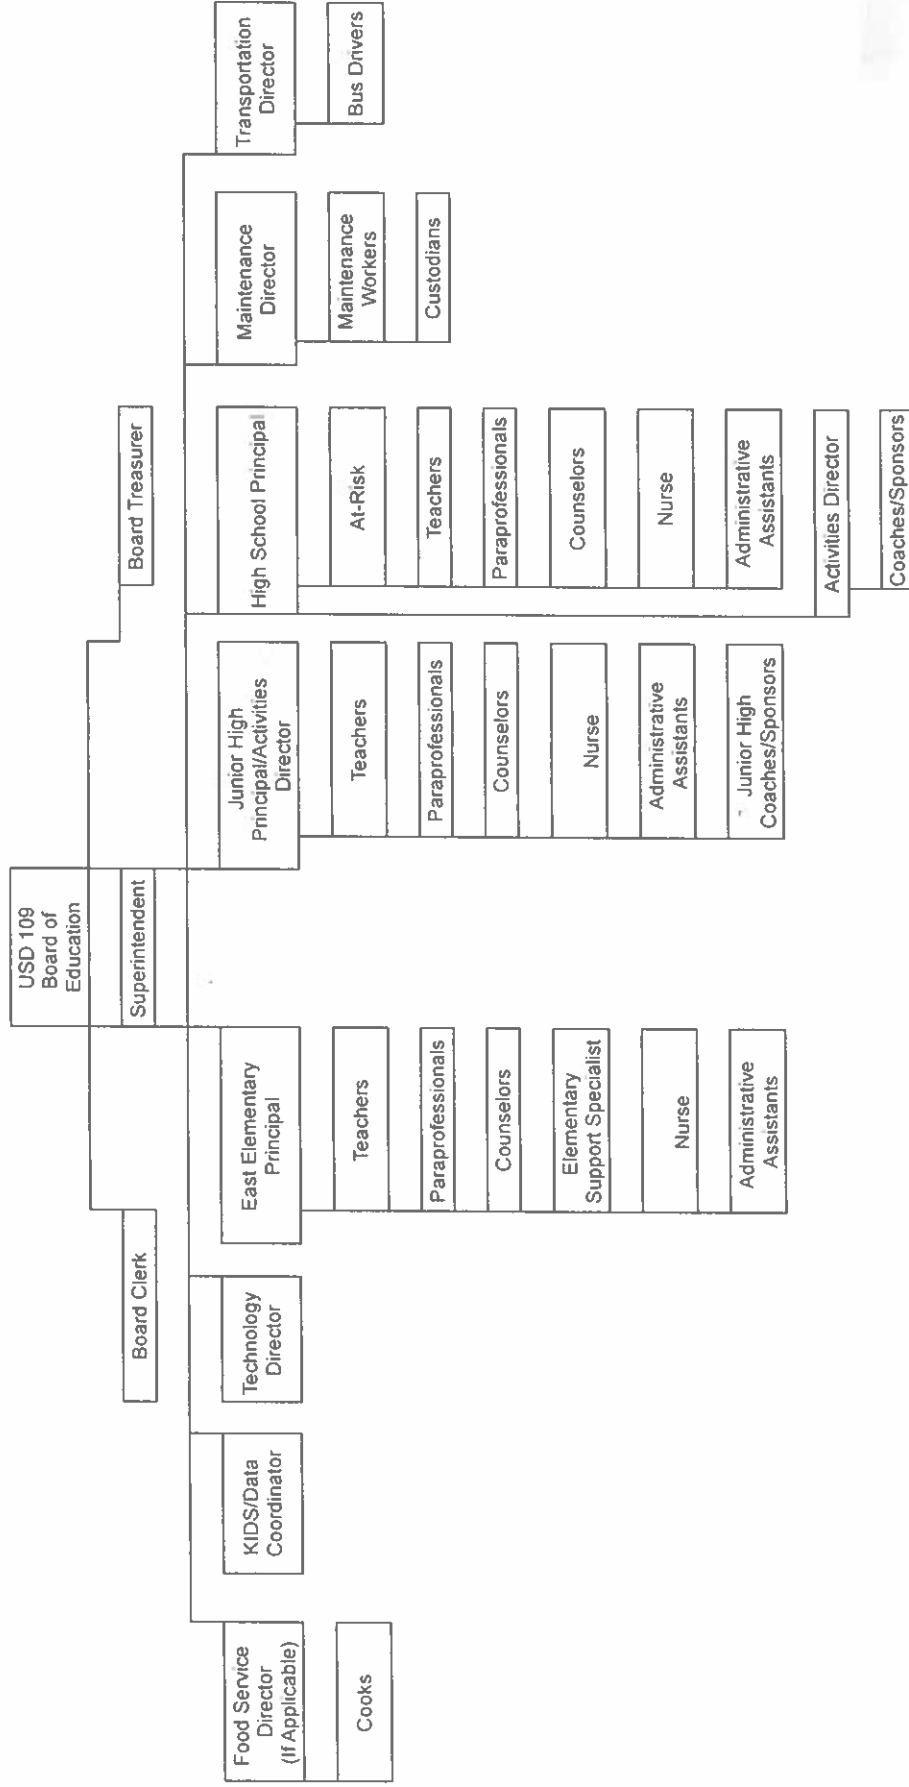 USD 109
Board of
Education
Board Clerk
Superintendent
Board Treasurer
Food Service
Director
(If Applicable)
Cooks
KIDS/Data
Coordinator
Technology
Director
East Elementary
Principal
Teachers
Paraprofessionals
Counselors
Elementary
Support Specialist
Nurse
Administrative
Assistants
Junior High
Principal/Activities
Director
Teachers
Paraprofessionals
Counselors
Nurse
Administrative
Assistants
Junior High
Coaches/Sponsors
High School Principal
At-Risk
Teachers
Paraprofessionals
Counselors
Nurse
Administrative
Assistants
Activities Director
Coaches/Sponsors
Maintenance
Director
Maintenance
Workers
Custodians
Transportation
Director
Bus Drivers